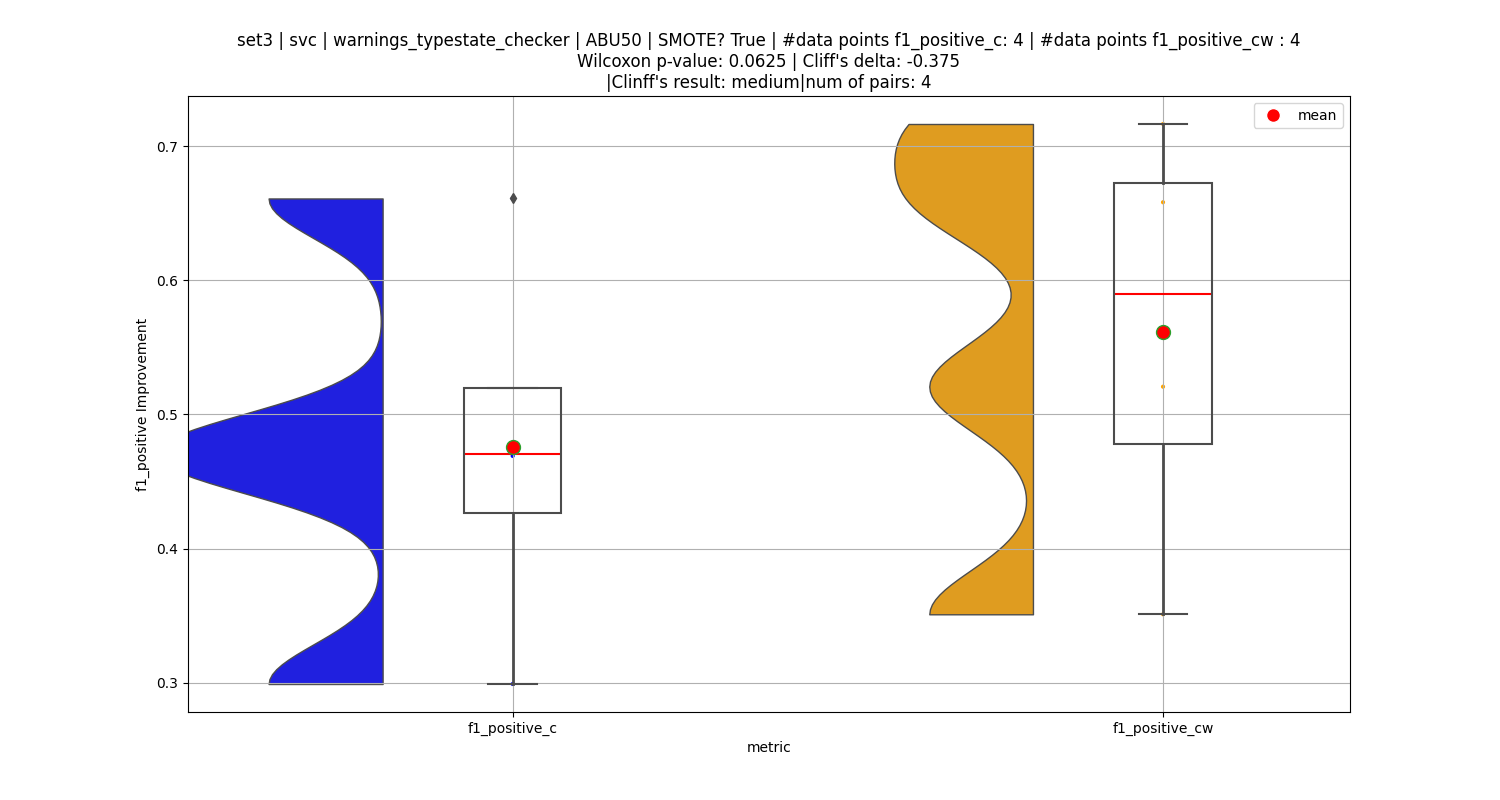 set3 | svc | warnings_typestate_checker | ABU50 | SMOTE? True | #data points f1_positive_c: 4 | #data points f1_positive_cw : 4
Wilcoxon p-value: 0.0625 | Cliff's delta: -0.375
|Clinff's result: medium|num of pairs: 4
mean
0.7
0.6
0.5
0.4
0.3
f1_positive Improvement
f1_positive_c
f1_positive_cw
metric